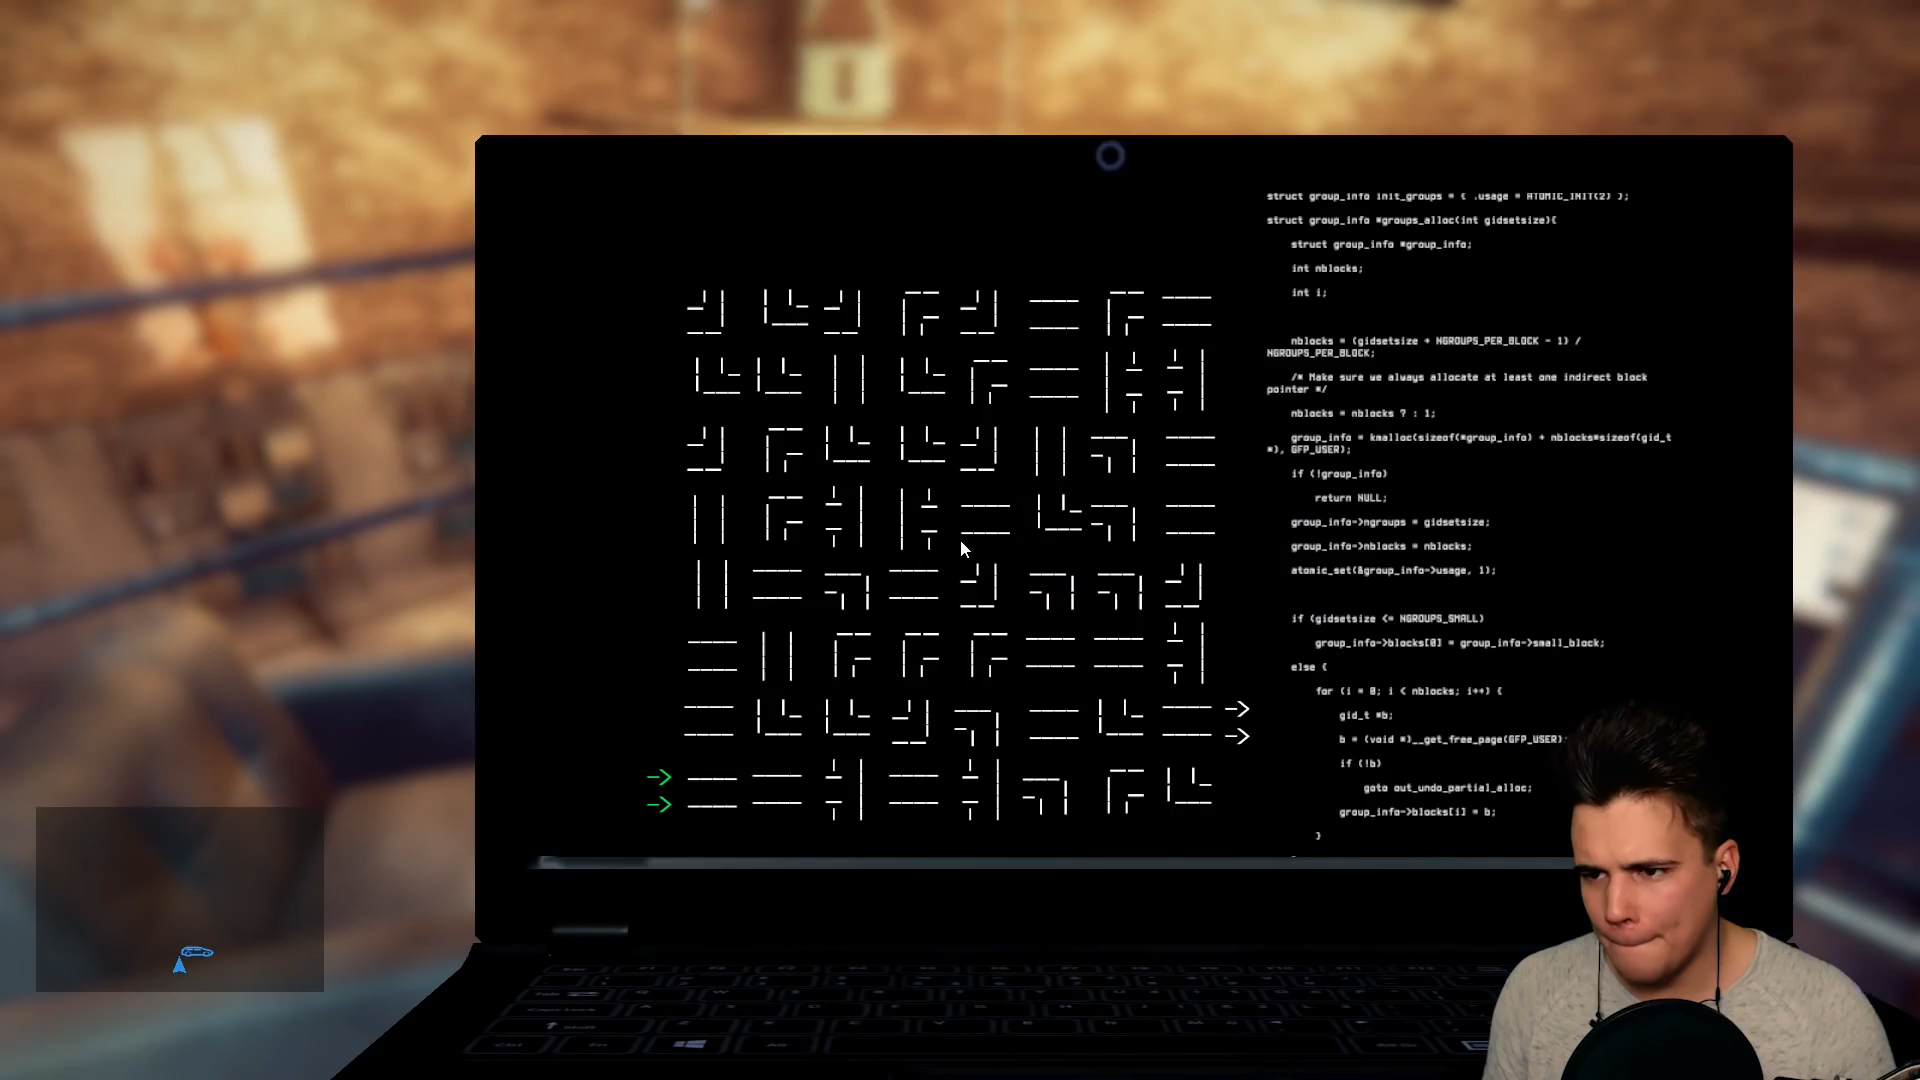 struct group_info init_groups = { .usage = ATOMIC_INIT(2) };
struct group_info *groups_alloc(int gidsetsize){
struct group_info *group_info;
int nblocks;
int i;
nblocks = (gidsetsize + NGROUPS_PER_BLOCK - 1) /
NGROUPS_PER_BLOCK;
/* Make sure we always allocate at least one indirect block
pointer */
nblocks = nblocks ? : 1;
group_info = kmalloc(sizeof(*group_info) + nblocks*sizeof(gid_t
*), GFP_USER);
if (!group_info)
return NULL;
group_info->ngroups = gidsetsize;
group_info->nblocks = nblocks;
atomic_set(&group_info->usage, 1);
if (gidsetsize <= NGROUPS_SMALL)
group_info->blocks[0] = group_info->small_block;
else {
for (i = 0; i < nblocks; i++) {
gid_t *b;
b = (void *)__get_free_page(GFP_USER);
if (!b)
goto out_undo_partial_alloc;
group_info->blocks[i] = b;
}